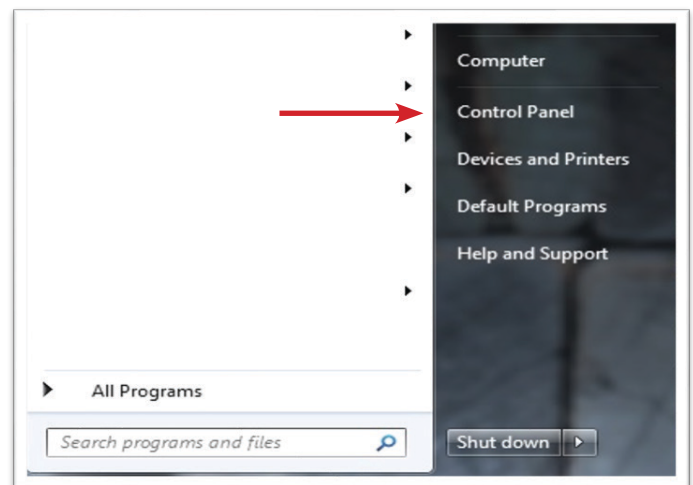 Computer
Control Panel
Devices and Printers
Default Programs
Help and Support
All Programs
Search programs and files
Shut down